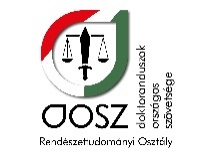 doktoranduszok
országos
szövetsége
DOSZ
Rendészettudományi Osztály